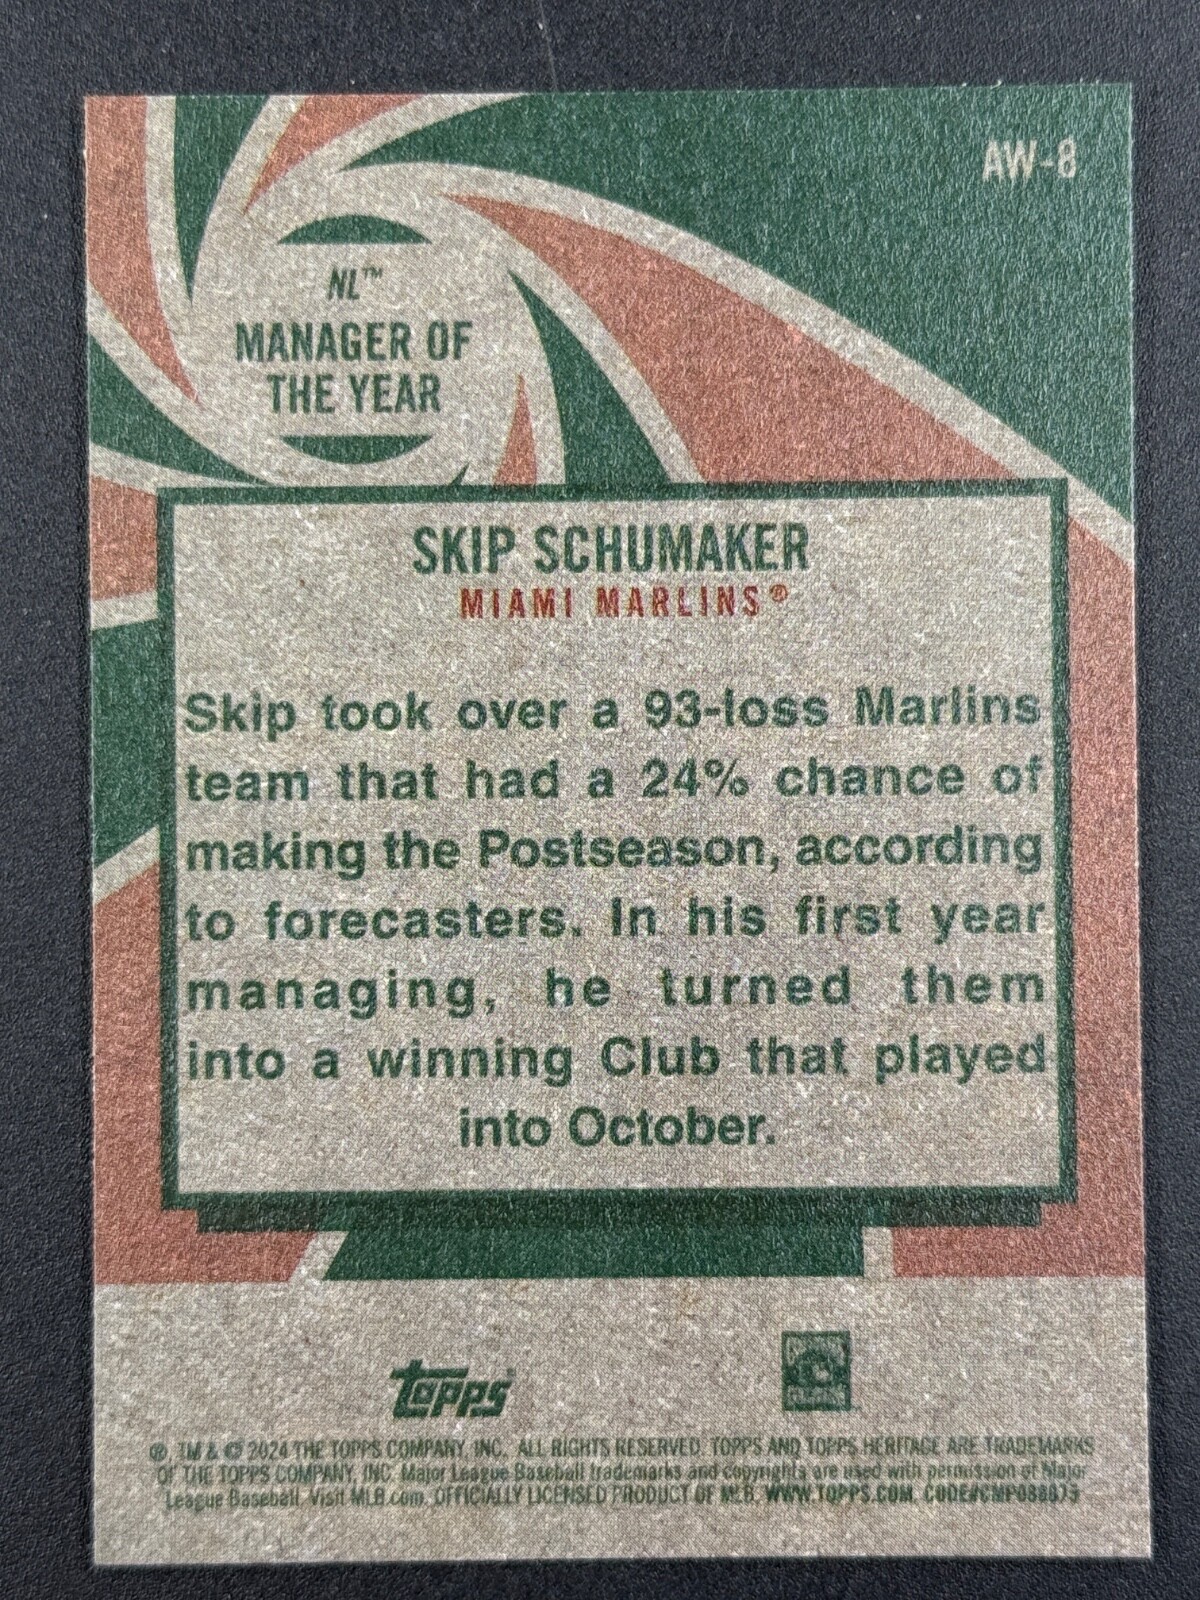 AW-8
NL™
MANAGER OF
THE YEAR
SKIP SCHUMAKER
MIAMI MARLINS®
Skip took over a 93-loss Marlins
team that had a 24% chance of
making the Postseason, according
to forecasters. In his first year
managing, he turned them
into a winning Club that played
into October.
topps
®, TM & © 2024 THE TOPPS COMPANY, INC. ALL RIGHTS RESERVED. TOPPS AND TOPPS HERITAGE ARE TRADEMARKS
OF THE TOPPS COMPANY, INC. Major League Baseball trademarks and copyrights are used with permission of Major
League Baseball. Visit MLB.com. OFFICIALLY LICENSED PRODUCT OF MLB. WWW.TOPPS.COM.